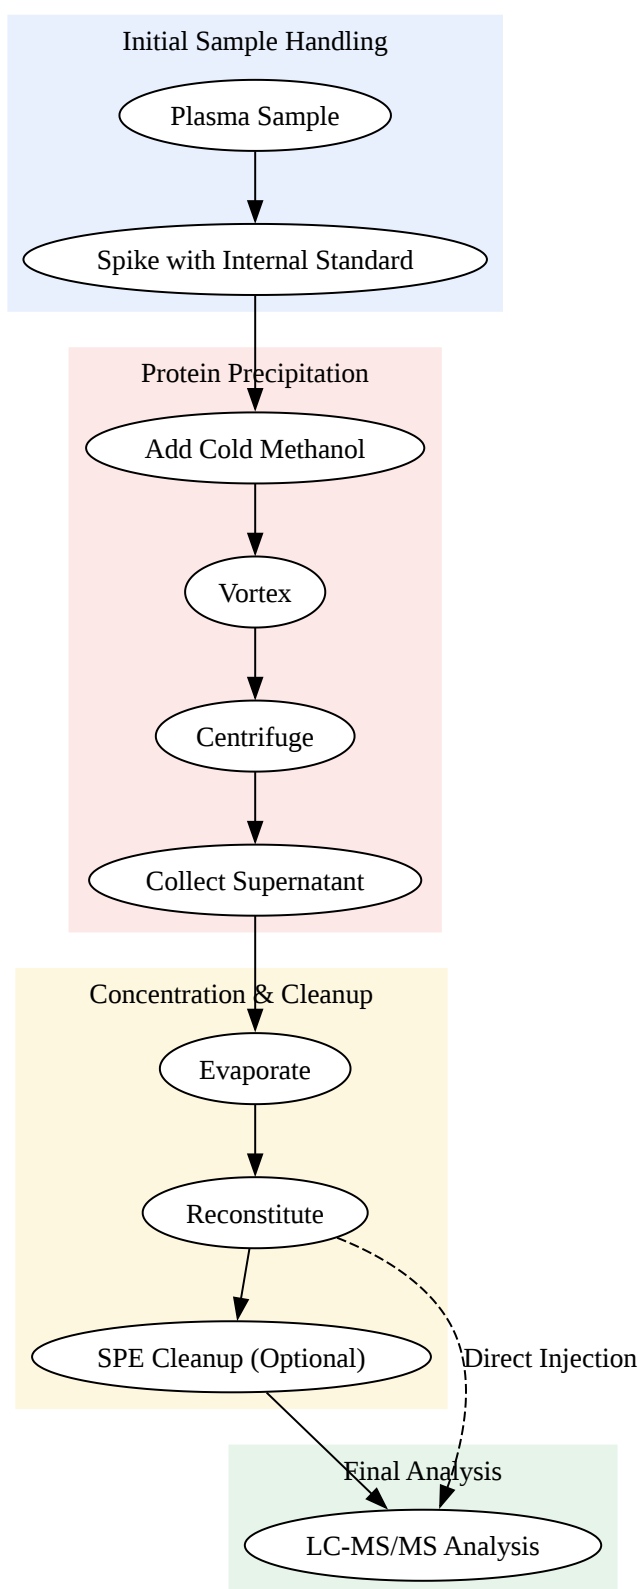 Initial Sample Handling
Plasma Sample
Spike with Internal Standard
Protein Precipitation
Add Cold Methanol
Vortex
Centrifuge
Collect Supernatant
Concentration & Cleanup
Evaporate
Reconstitute
SPE Cleanup (Optional)
Direct Injection
Final Analysis
LC-MS/MS Analysis